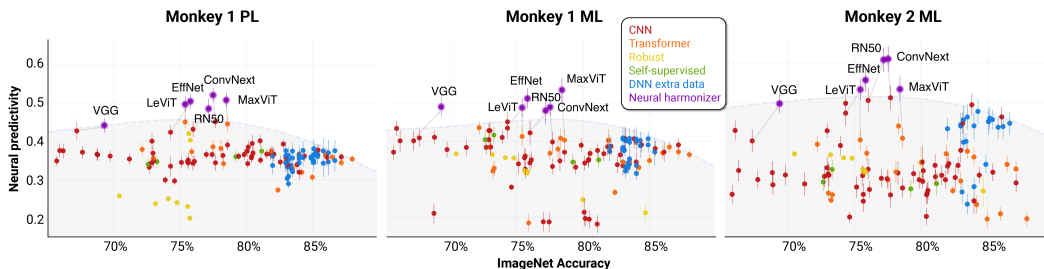 Monkey 1 PL
Monkey 1 ML
Monkey 2 ML
CNN
Transformer
Robust
Self-supervised
DNN extra data
Neural harmonizer
Neural predictivity
0.6
0.5
0.4
0.3
0.2
VGG
LeViT
EffNet
ConvNext
RN50
MaxViT
VGG
LeViT
EffNet
RN50
ConvNext
MaxViT
VGG
LeViT
EffNet
RN50
ConvNext
MaxViT
70% 75% 80% 85%
70% 75% 80% 85%
70% 75% 80% 85%
ImageNet Accuracy